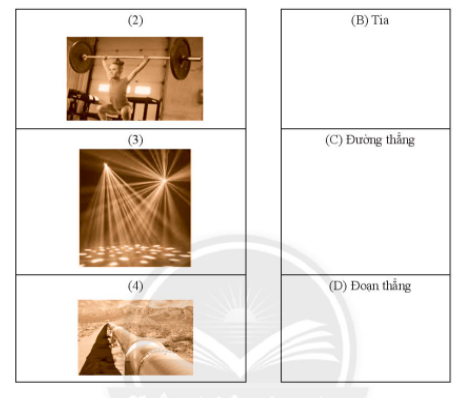 (2)
(B) Tia
(3)
(C) Đường thẳng
(4)
(D) Đoạn thẳng